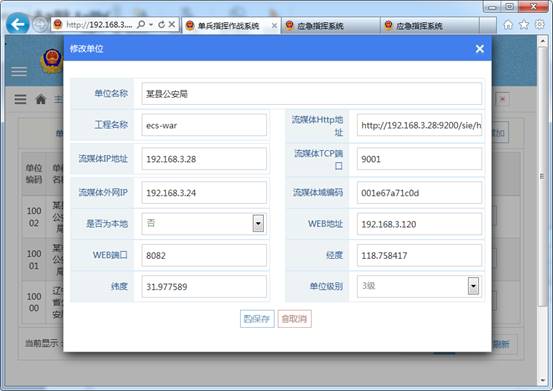 http://192.168.3....
单兵指挥作战系统
应急指挥系统
应急指挥系统
修改单位
单位名称 某县公安局
工程名称 ecs-war 流媒体Http地址 http://192.168.3.28:9200/sie/h
流媒体IP地址 192.168.3.28 流媒体TCP端口 9001
流媒体外网IP 192.168.3.24 流媒体域编码 001e67a71c0d
是否为本地 否 WEB地址 192.168.3.120
WEB端口 8082 经度 118.758417
纬度 31.977589 单位级别 3级
保存 取消
单位编码
10002
10001
10000
当前显示：
刷新